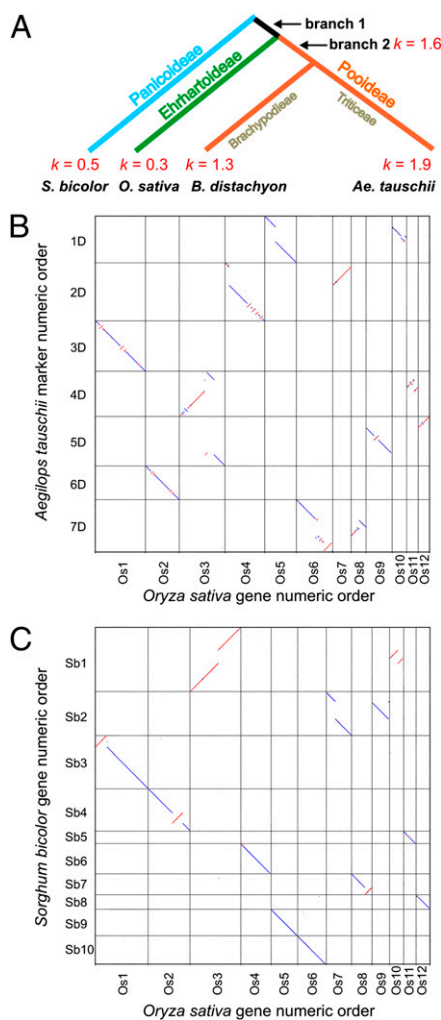 A
branch 1
branch 2 k = 1.6
Panicoideae
Ehrhartoideae
Brachypodieae
Pooideae
Triticeae
k = 0.5
k = 0.3
k = 1.3
k = 1.9
S. bicolor
O. sativa
B. distachyon
Ae. tauschii
B
Aegilops tauschii marker numeric order
1D
2D
3D
4D
5D
6D
7D
Os1
Os2
Os3
Os4
Os5
Os6
Os7
Os8
Os9
Os10
Os11
Os12
Oryza sativa gene numeric order
C
Sorghum bicolor gene numeric order
Sb1
Sb2
Sb3
Sb4
Sb5
Sb6
Sb7
Sb8
Sb9
Sb10
Os1
Os2
Os3
Os4
Os5
Os6
Os7
Os8
Os9
Os10
Os11
Os12
Oryza sativa gene numeric order